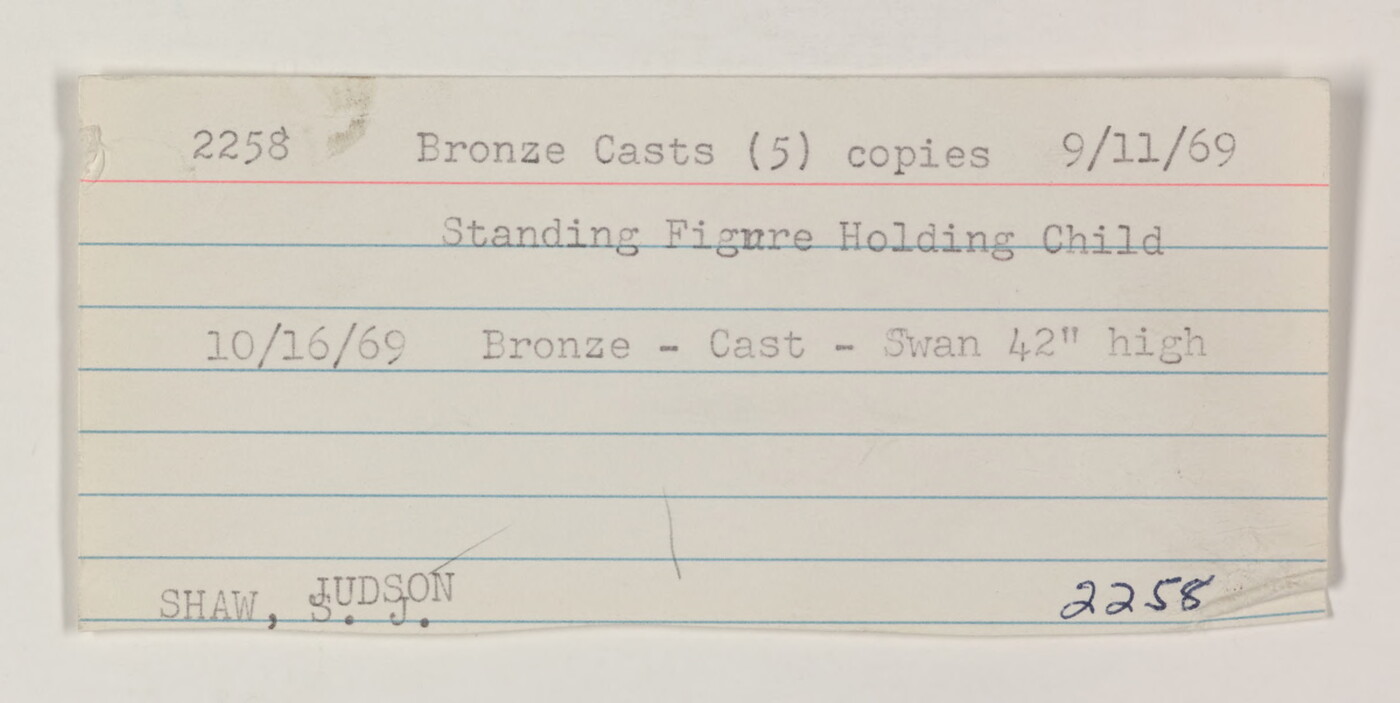 2258 Bronze Casts (5) copies 9/11/69
Standing Figure Holding Child
10/16/69 Bronze - Cast - Swan 42" high
JUDSON
SHAW, S. J.
2258